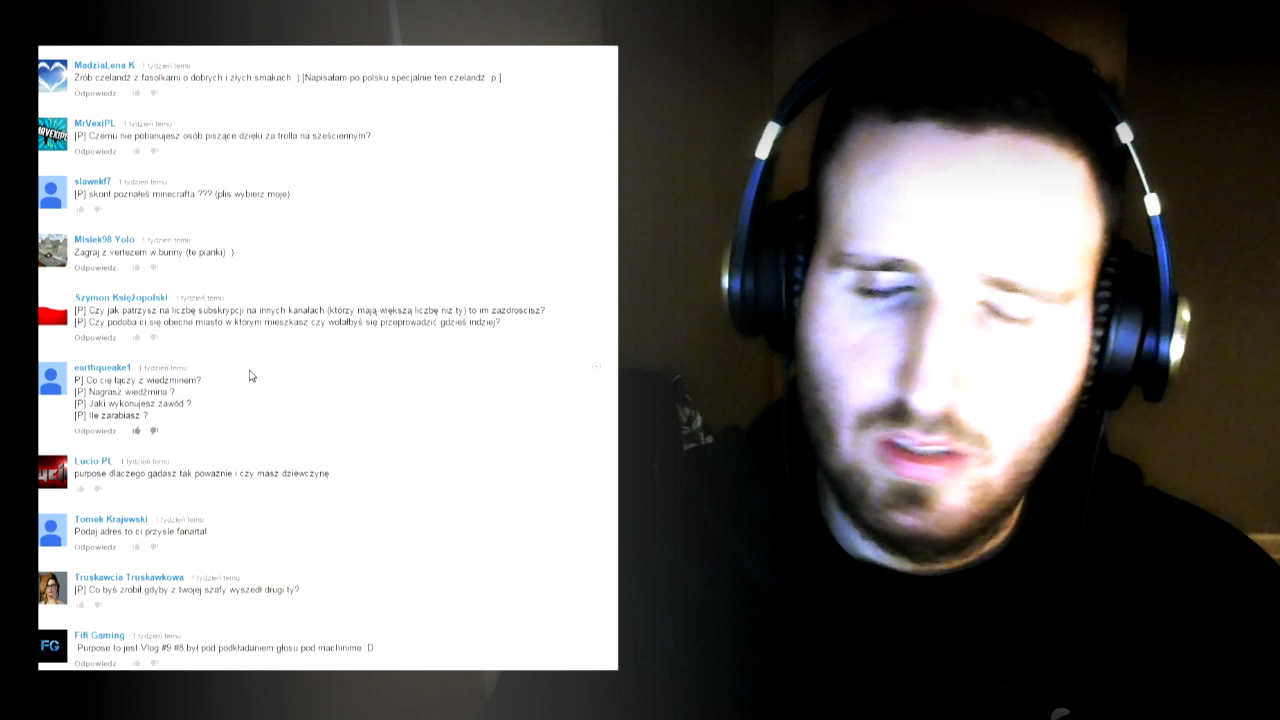 MadziaLena K 1 tydzień temu
Zrób czelandż z fasolkami o dobrych i złych smakach :) [Napisałam po polsku specjalnie ten czelandż :p ]
Odpowiedz
MRVEXIPL
MrVexiPL 1 tydzień temu
[P] Czemu nie pobanujesz osób piszące dzięki za trolla na sześciennym?
Odpowiedz
slawekf7 1 tydzień temu
[P] skont poznałeś minecrafta ??? (plis wybierz moje)
Misiek98 Yolo 1 tydzień temu
Zagraj z vertezem w bunny (te pianki) :)
Odpowiedz
Szymon Księżopolski 1 tydzień temu
[P] Czy jak patrzysz na liczbę subskrypcji na innych kanałach (którzy mają większą liczbę niż ty) to im zazdrościsz?
[P] Czy podoba ci się obecne miasto w którym mieszkasz czy wolałbyś się przeprowadzić gdzieś indziej?
Odpowiedz
earthqueake1 1 tydzień temu
P] Co cię łączy z wiedźminem?
[P] Nagrasz wiedźmina ?
[P] Jaki wykonujesz zawód ?
[P] Ile zarabiasz ?
Odpowiedz
Lucio PL 1 tydzień temu
purpose dlaczego gadasz tak poważnie i czy masz dziewczynę
Tomek Krajewski 1 tydzień temu
Podaj adres to ci przysle fanarta!
Odpowiedz
Truskawcia Truskawkowa 1 tydzień temu
[P] Co byś zrobił gdyby z twojej szafy wyszedł drugi ty?
FG
Fifi Gaming 1 tydzień temu
Purpose to jest Vlog #9 #8 był pod podkładaniem głosu pod machinime :D
Odpowiedz